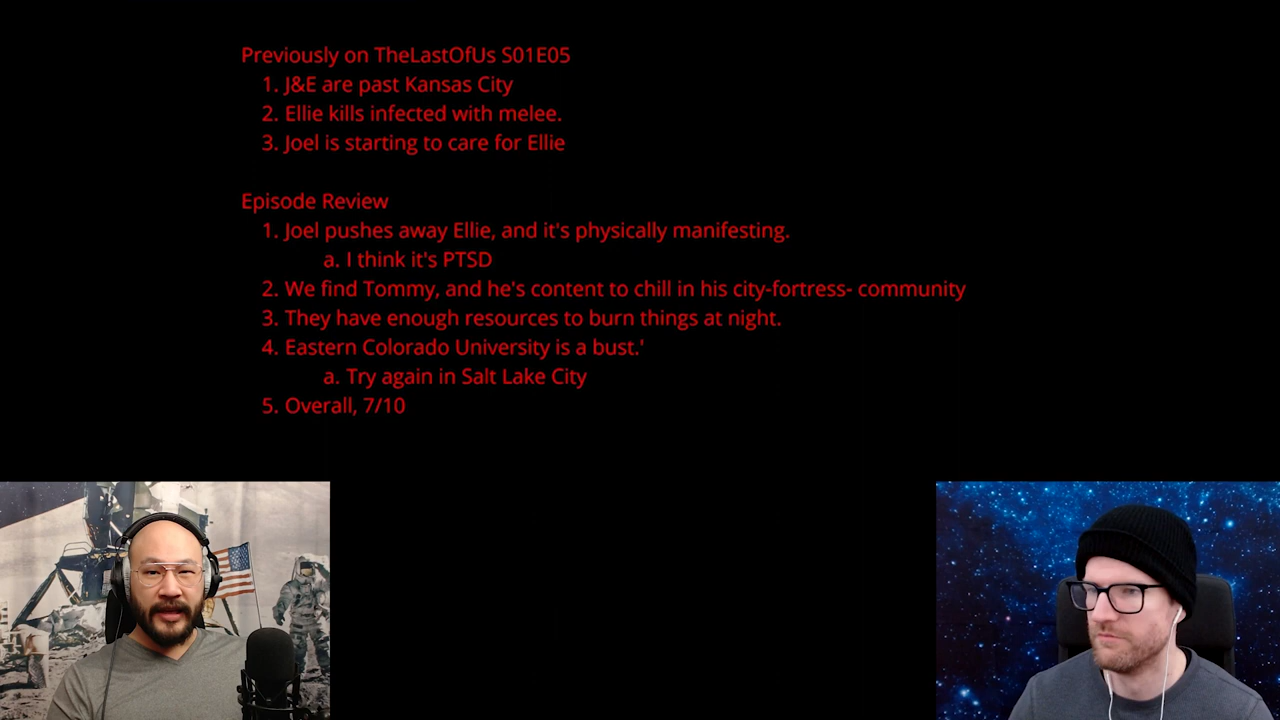 Previously on TheLastOfUs S01E05
1. J&E are past Kansas City
2. Ellie kills infected with melee.
3. Joel is starting to care for Ellie
Episode Review
1. Joel pushes away Ellie, and it's physically manifesting.
a. I think it's PTSD
2. We find Tommy, and he's content to chill in his city-fortress- community
3. They have enough resources to burn things at night.
4. Eastern Colorado University is a bust.'
a. Try again in Salt Lake City
5. Overall, 7/10